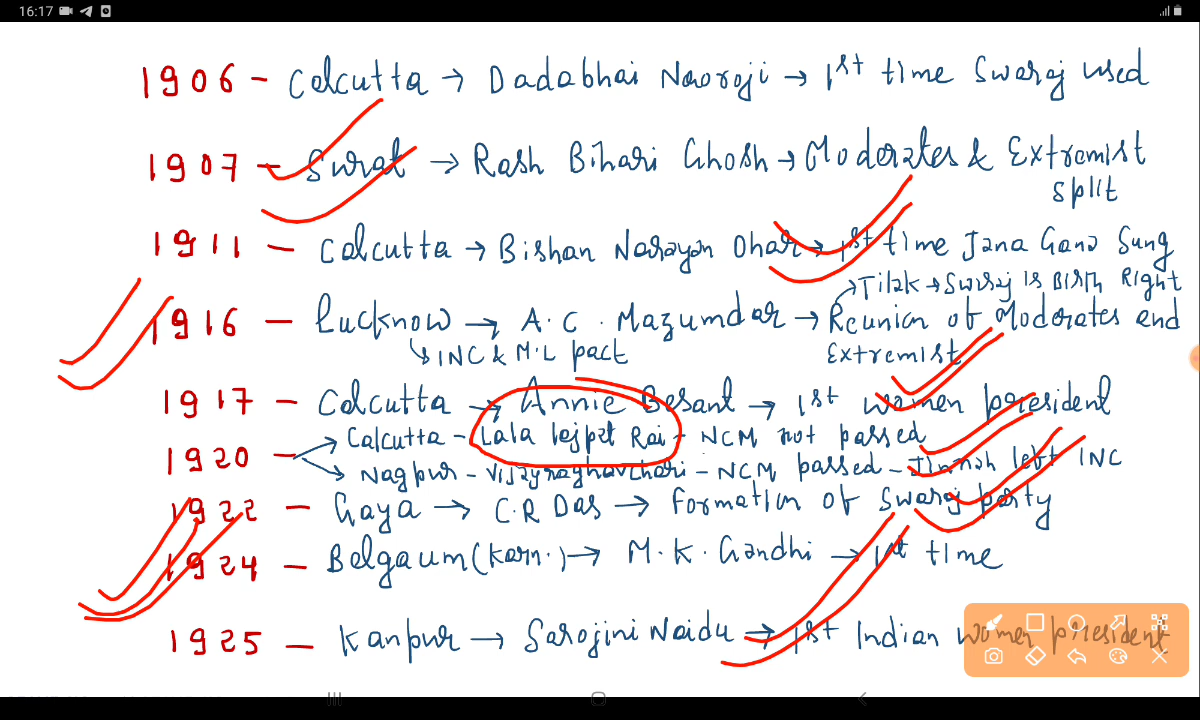 16:17
1906 - Calcutta → Dadabhai Naoroji → 1st time Swaraj used
1907 - Surat → Rash Bihari Ghosh → Moderates & Extremist
split
1911 - Calcutta → Bishan Narayan Dhar → 1st time Jana Gana Sung
→ Tilak → Swaraj is Birth Right
1916 - Lucknow → A.C. Mazumdar → Reunion of Moderates and
↳ INC & M.L pact Extremist
1917 - Calcutta → Annie Besant → 1st women president
→ Calcutta - Lala lajpat Rai - NCM not passed
1920
→ Nagpur - Vijayraghavchari - NCM passed - Jinnah left INC
1922 - Gaya → C.R Das → Formation of Swaraj party
1924 - Belgaum (Karn.) → M.K. Gandhi → 1st time
1925 - Kanpur → Sarojini Naidu → 1st Indian women president